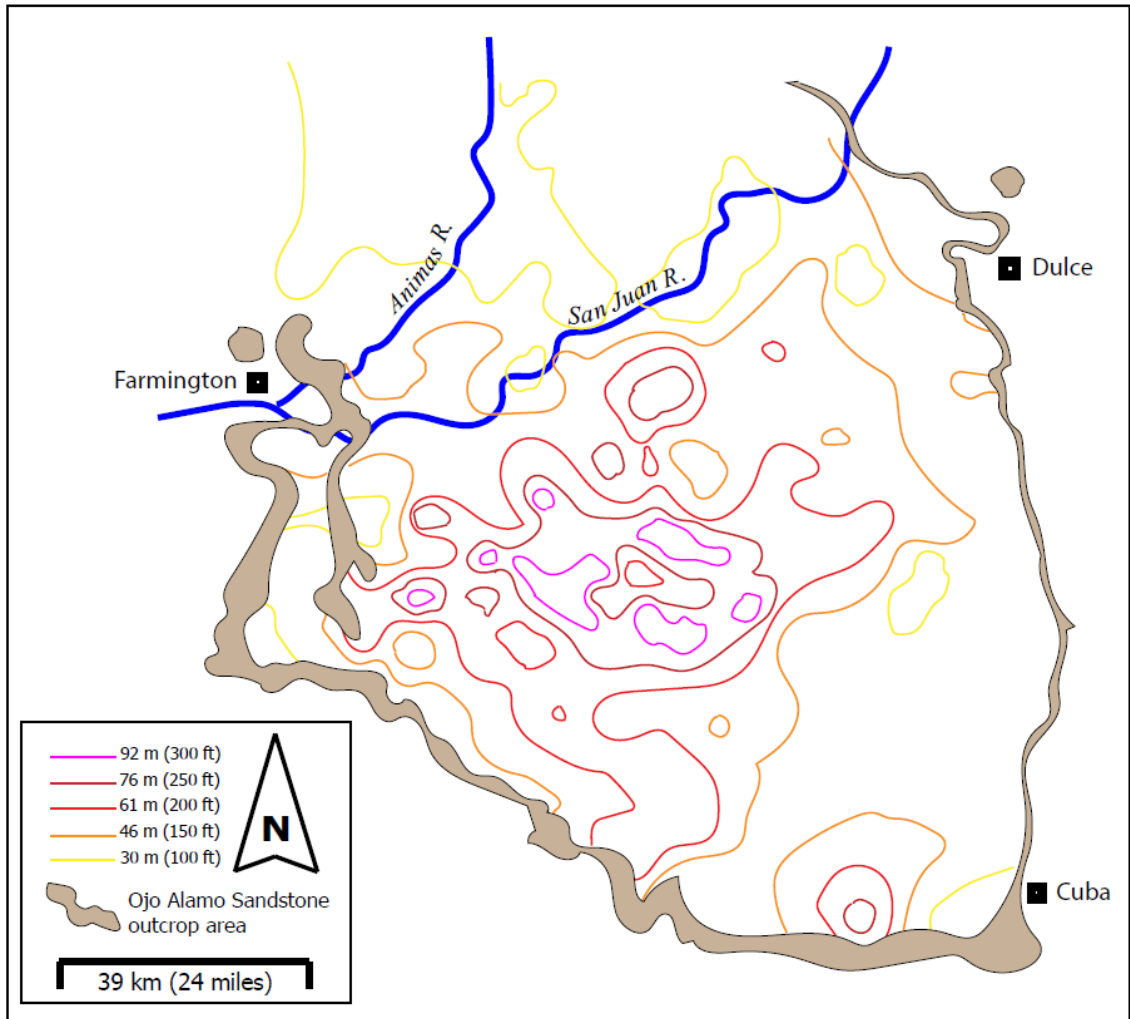 Animas R.
San Juan R.
Dulce
Farmington
92 m (300 ft)
76 m (250 ft)
61 m (200 ft)
46 m (150 ft)
30 m (100 ft)
N
Ojo Alamo Sandstone
outcrop area
39 km (24 miles)
Cuba